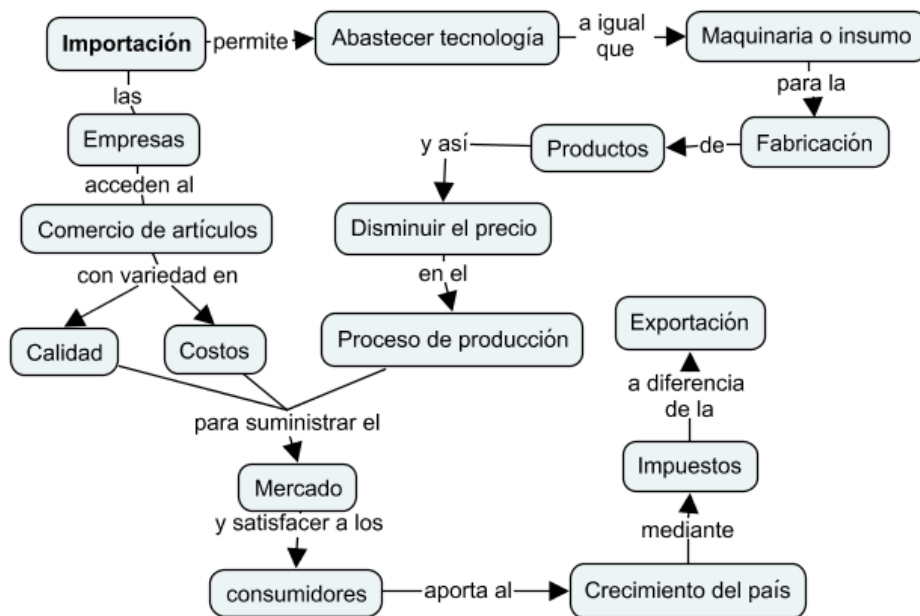 Importación
permite
Abastecer tecnología
a igual
que
Maquinaria o insumo
para la
Fabricación
de
Productos
y así
Disminuir el precio
en el
Proceso de producción
las
Empresas
acceden al
Comercio de artículos
con variedad en
Calidad
Costos
para suministrar el
Mercado
y satisfacer a los
consumidores
aporta al
Crecimiento del país
mediante
Impuestos
a diferencia
de la
Exportación